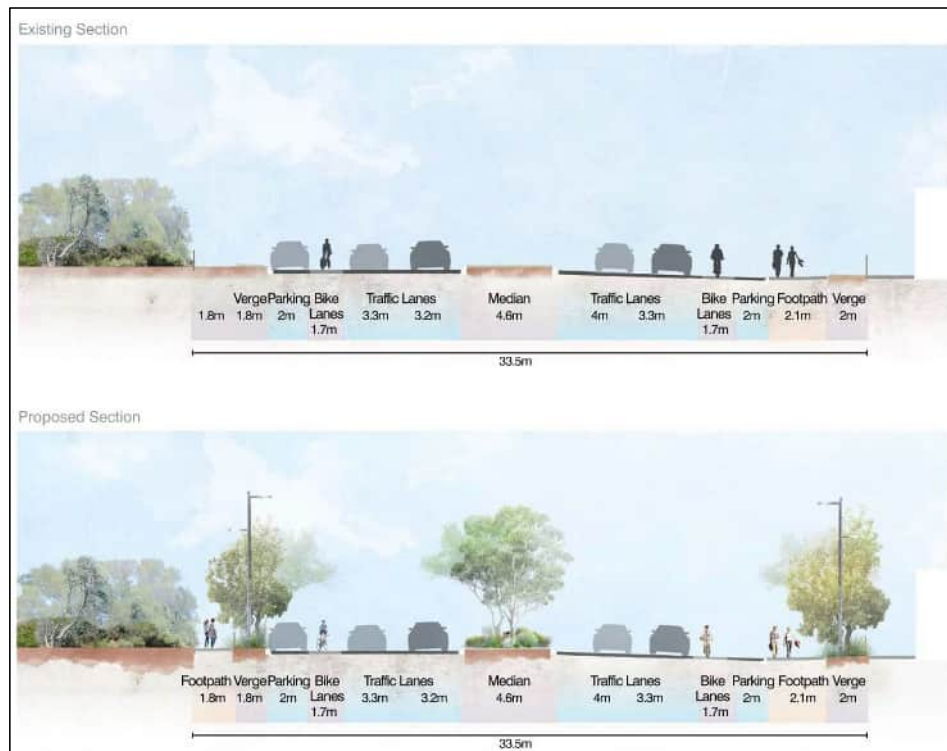 Existing Section
Verge Parking Bike Lanes Traffic Lanes Median Traffic Lanes Bike Lanes Parking Footpath Verge
1.8m 1.8m 2m 1.7m 3.3m 3.2m 4.6m 4m 3.3m 1.7m 2m 2.1m 2m
33.5m
Proposed Section
Footpath Verge Parking Bike Lanes Traffic Lanes Median Traffic Lanes Bike Lanes Parking Footpath Verge
1.8m 1.8m 2m 1.7m 3.3m 3.2m 4.6m 4m 3.3m 1.7m 2m 2.1m 2m
33.5m